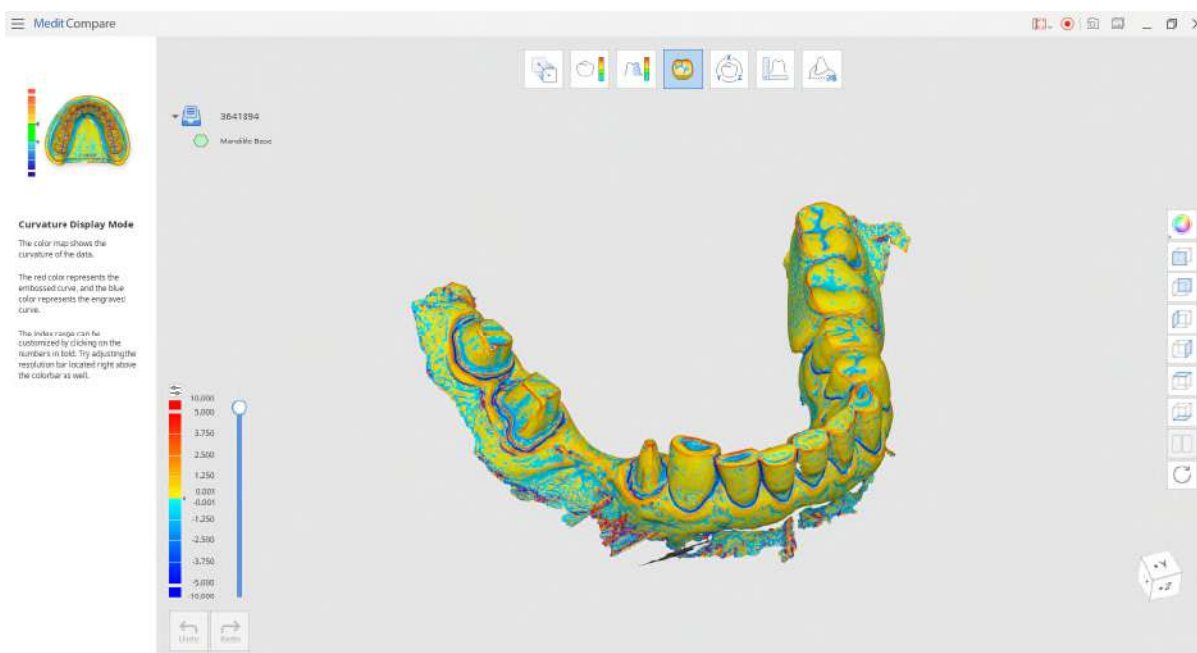 Medit Compare
3641894
Mandible Base
Curvature Display Mode
The color map shows the
curvature of the data.
The red color represents the
embossed curve, and the blue
color represents the engraved
curve.
The index range can be
customized by clicking on the
numbers in bold. Try adjusting the
resolution bar located right above
the colorbar as well.
10.000
5.000
3.750
2.500
1.250
0.001
-0.001
-1.250
-2.500
-3.750
-5.000
-10.000
Undo Redo
+Y
+Z